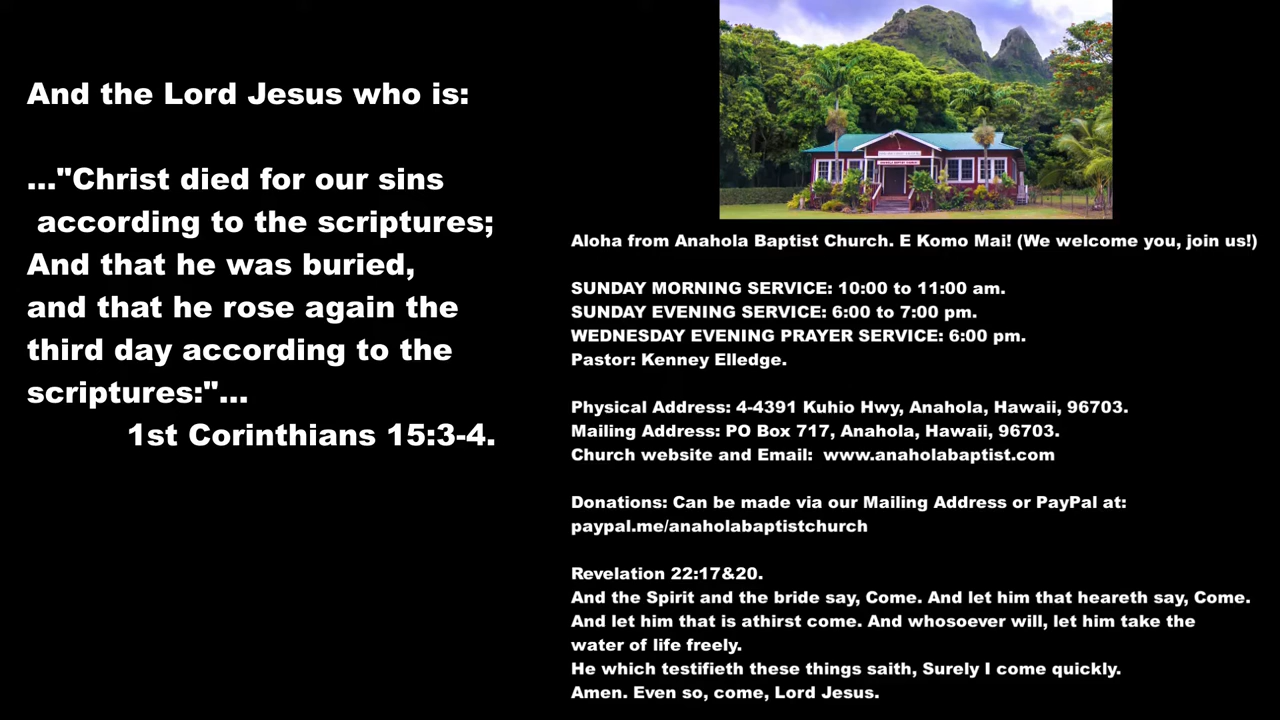 And the Lord Jesus who is:
..."Christ died for our sins
according to the scriptures;
And that he was buried,
and that he rose again the
third day according to the
scriptures:"...
1st Corinthians 15:3-4.
Aloha from Anahola Baptist Church. E Komo Mai! (We welcome you, join us!)
SUNDAY MORNING SERVICE: 10:00 to 11:00 am.
SUNDAY EVENING SERVICE: 6:00 to 7:00 pm.
WEDNESDAY EVENING PRAYER SERVICE: 6:00 pm.
Pastor: Kenney Elledge.
Physical Address: 4-4391 Kuhio Hwy, Anahola, Hawaii, 96703.
Mailing Address: PO Box 717, Anahola, Hawaii, 96703.
Church website and Email:  www.anaholabaptist.com
Donations: Can be made via our Mailing Address or PayPal at:
paypal.me/anaholabaptistchurch
Revelation 22:17&20.
And the Spirit and the bride say, Come. And let him that heareth say, Come.
And let him that is athirst come. And whosoever will, let him take the
water of life freely.
He which testifieth these things saith, Surely I come quickly.
Amen. Even so, come, Lord Jesus.